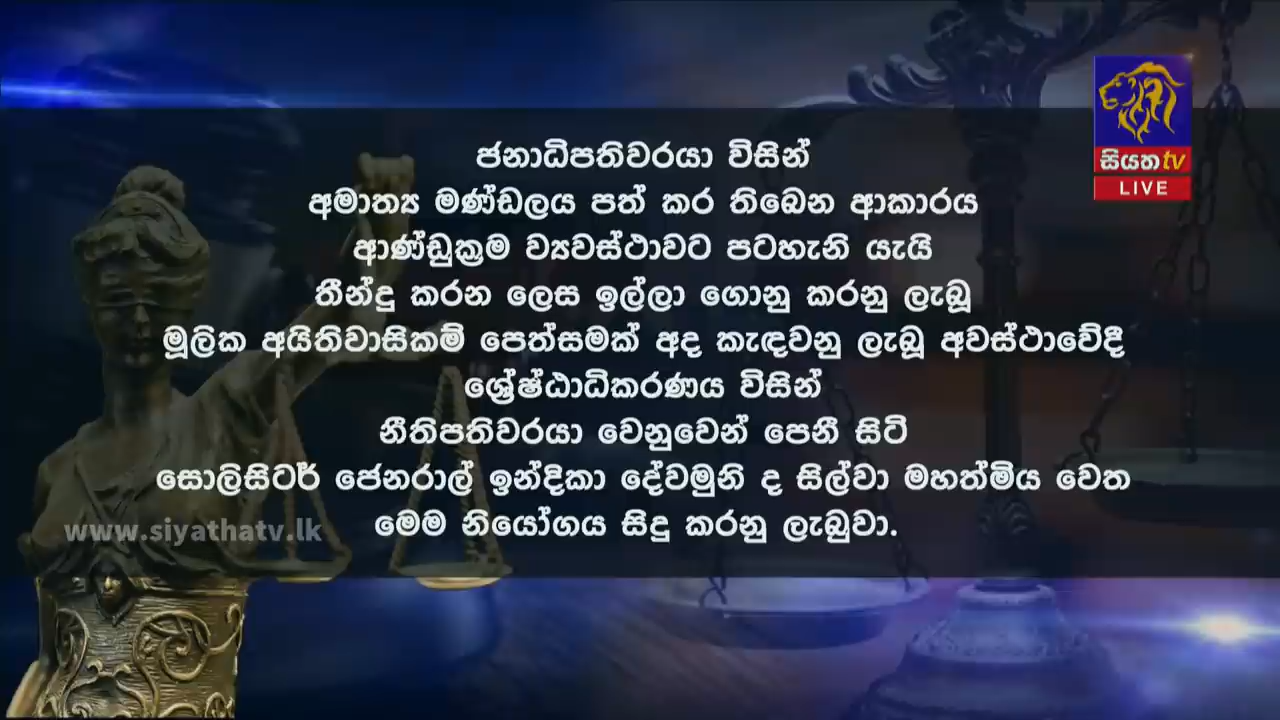 ජනාධිපතිවරයා විසින්
අමාත්‍ය මණ්ඩලය පත් කර තිබෙන ආකාරය
ආණ්ඩුක්‍රම ව්‍යවස්ථාවට පටහැනි යැයි
තීන්දු කරන ලෙස ඉල්ලා ගොනු කරනු ලැබූ
මූලික අයිතිවාසිකම් පෙත්සමක් අද කැඳවනු ලැබූ අවස්ථාවේදී
ශ්‍රේෂ්ඨාධිකරණය විසින්
නීතිපතිවරයා වෙනුවෙන් පෙනී සිටි
සොලිසිටර් ජෙනරාල් ඉන්දිකා දේවමුනි ද සිල්වා මහත්මිය වෙත
මෙම නියෝගය සිදු කරනු ලැබුවා.
සියත tv
LIVE
www.siyathatv.lk